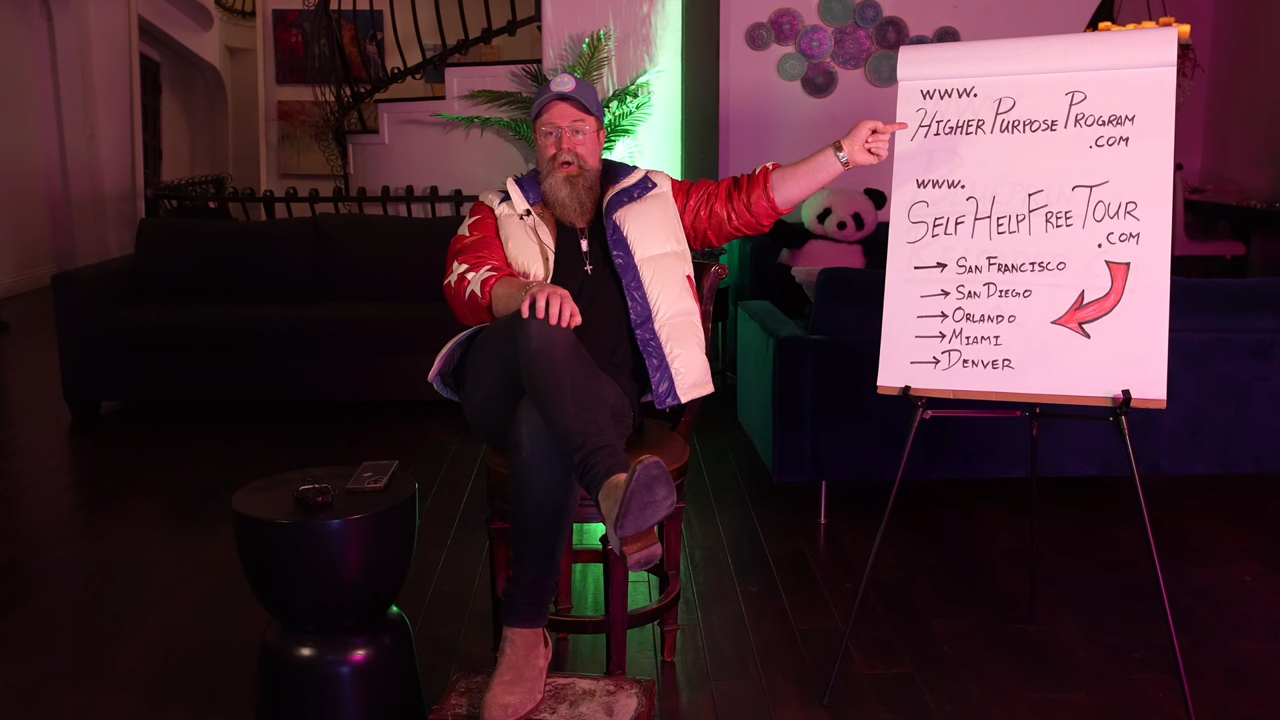 www.
HigherPurposeProgram
.com
www.
SelfHelpFreeTour
.com
→ San Francisco
→ San Diego
→ Orlando
→ Miami
→ Denver